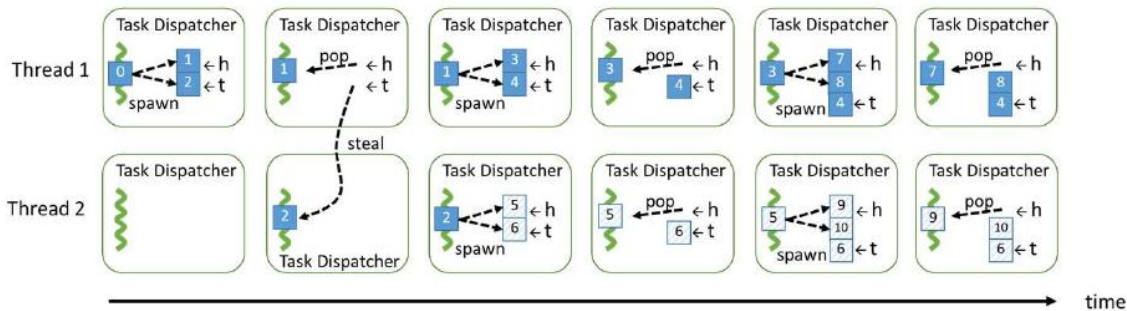 Task Dispatcher Task Dispatcher Task Dispatcher Task Dispatcher Task Dispatcher Task Dispatcher
Thread 1
0 1 2 ←h ←t spawn
1 pop ←h ←t
1 3 4 ←h ←t spawn
3 pop ←h 4 ←t
3 7 8 4 ←h ←t spawn
7 pop ←h 8 4 ←t
steal
Task Dispatcher Task Dispatcher Task Dispatcher Task Dispatcher Task Dispatcher
Thread 2
2
Task Dispatcher
2 5 6 ←h ←t spawn
5 pop ←h 6 ←t
5 9 10 6 ←h ←t spawn
9 pop ←h 10 6 ←t
time